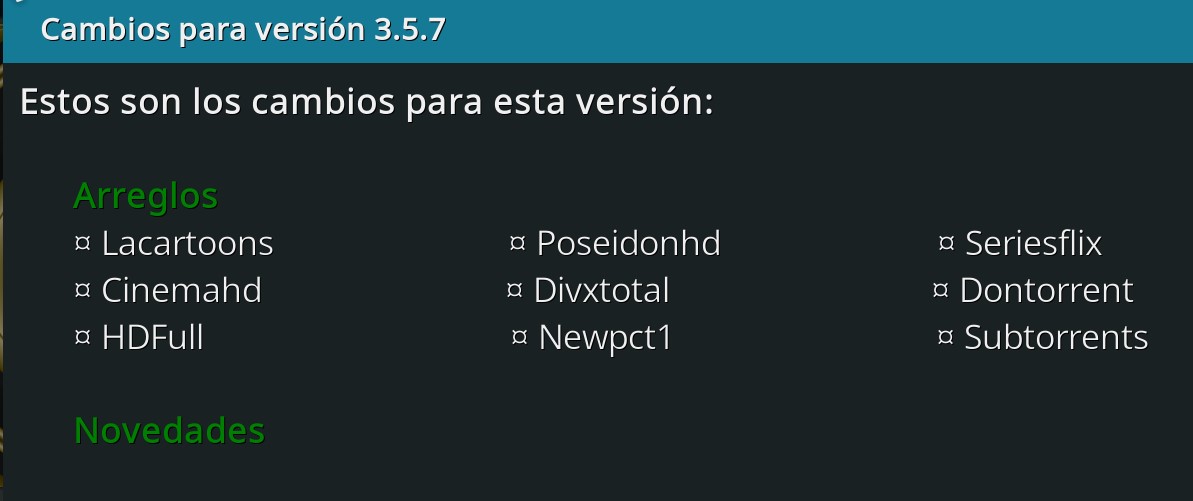 Cambios para versión 3.5.7
Estos son los cambios para esta versión:
Arreglos
¤ Lacartoons ¤ Poseidonhd ¤ Seriesflix
¤ Cinemahd ¤ Divxtotal ¤ Dontorrent
¤ HDFull ¤ Newpct1 ¤ Subtorrents
Novedades